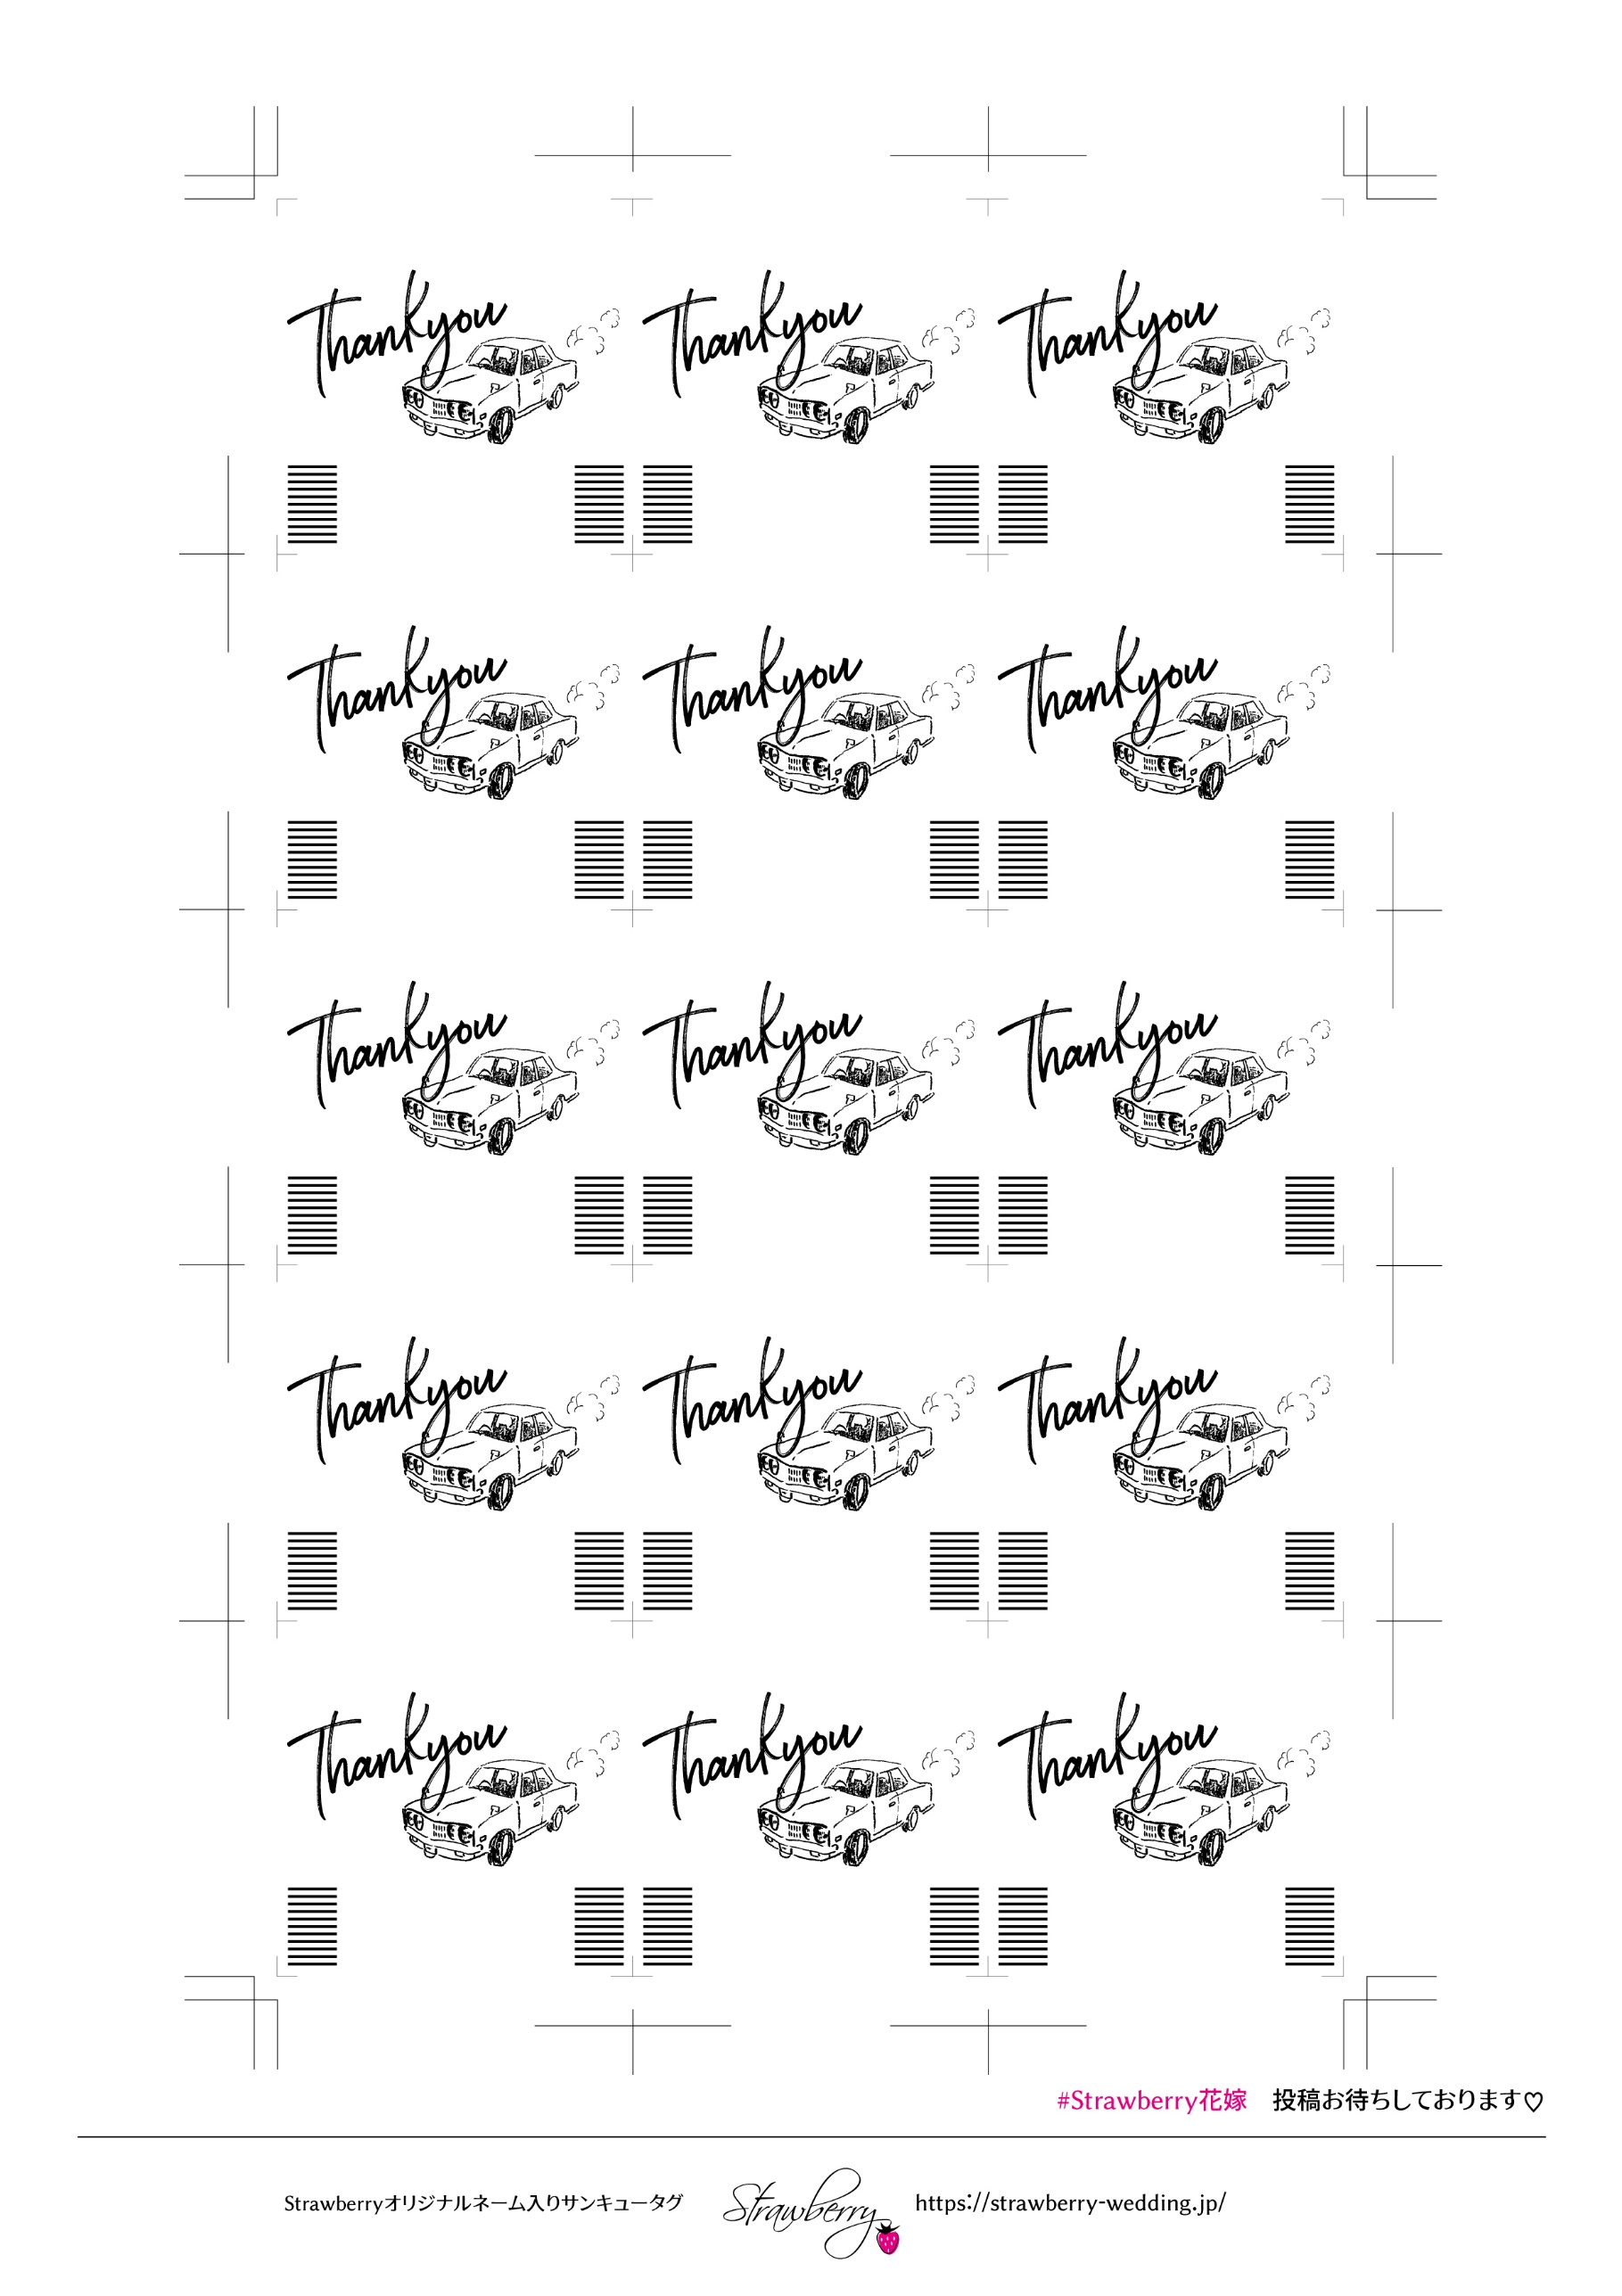 Thankyou Thankyou Thankyou
Thankyou Thankyou Thankyou
Thankyou Thankyou Thankyou
Thankyou Thankyou Thankyou
Thankyou Thankyou Thankyou
#Strawberry花嫁　投稿お待ちしております♡
Strawberryオリジナルネーム入りサンキュータグ Strawberry https://strawberry-wedding.jp/